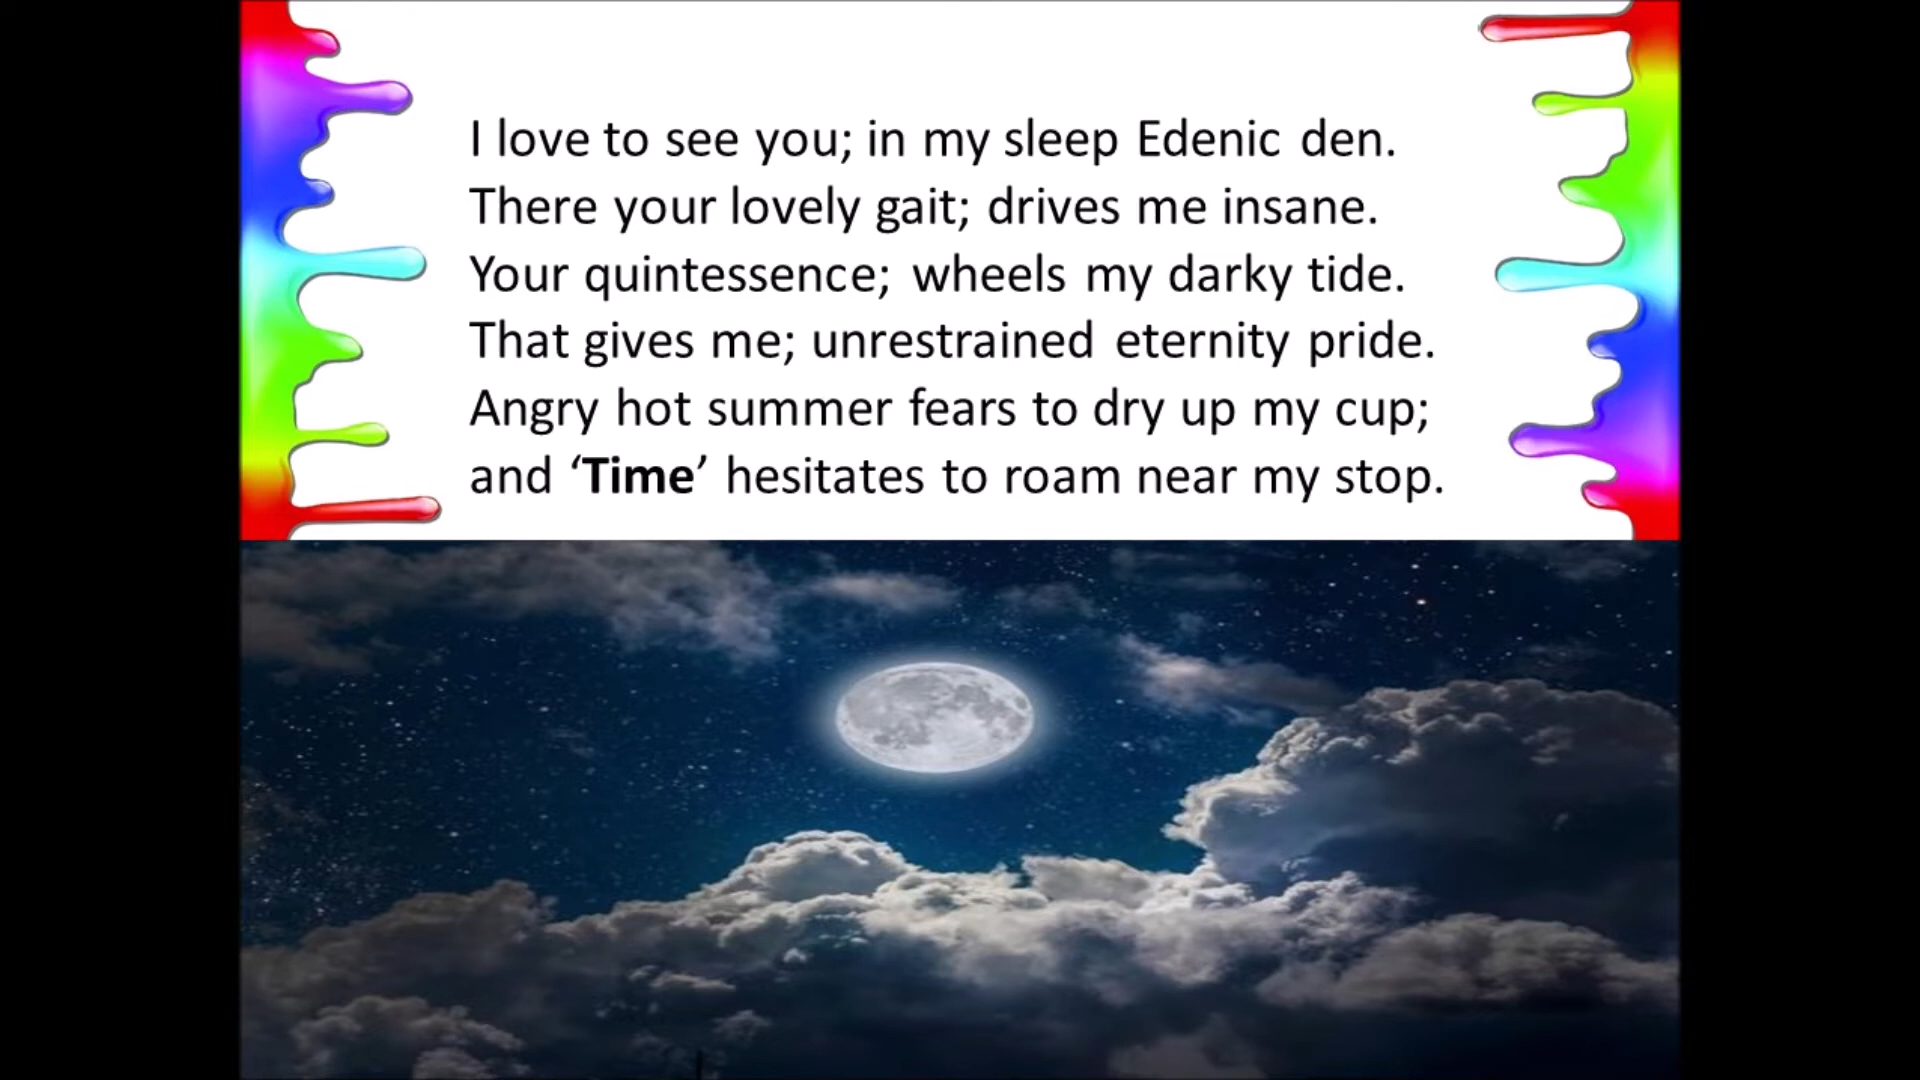 I love to see you; in my sleep Edenic den.
There your lovely gait; drives me insane.
Your quintessence; wheels my darky tide.
That gives me; unrestrained eternity pride.
Angry hot summer fears to dry up my cup;
and ‘Time’ hesitates to roam near my stop.